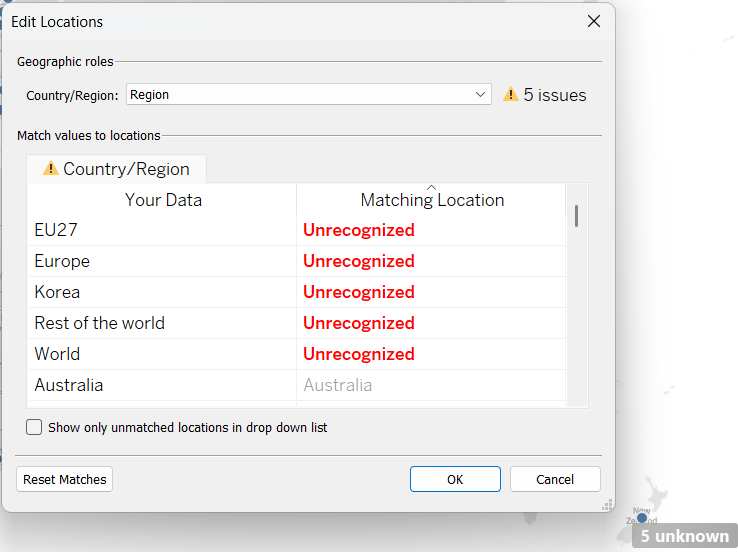 Edit Locations
Geographic roles
Country/Region: Region 5 issues
Match values to locations
Country/Region
Your Data Matching Location
EU27 Unrecognized
Europe Unrecognized
Korea Unrecognized
Rest of the world Unrecognized
World Unrecognized
Australia Australia
Show only unmatched locations in drop down list
Reset Matches OK Cancel
New
Zealand
5 unknown